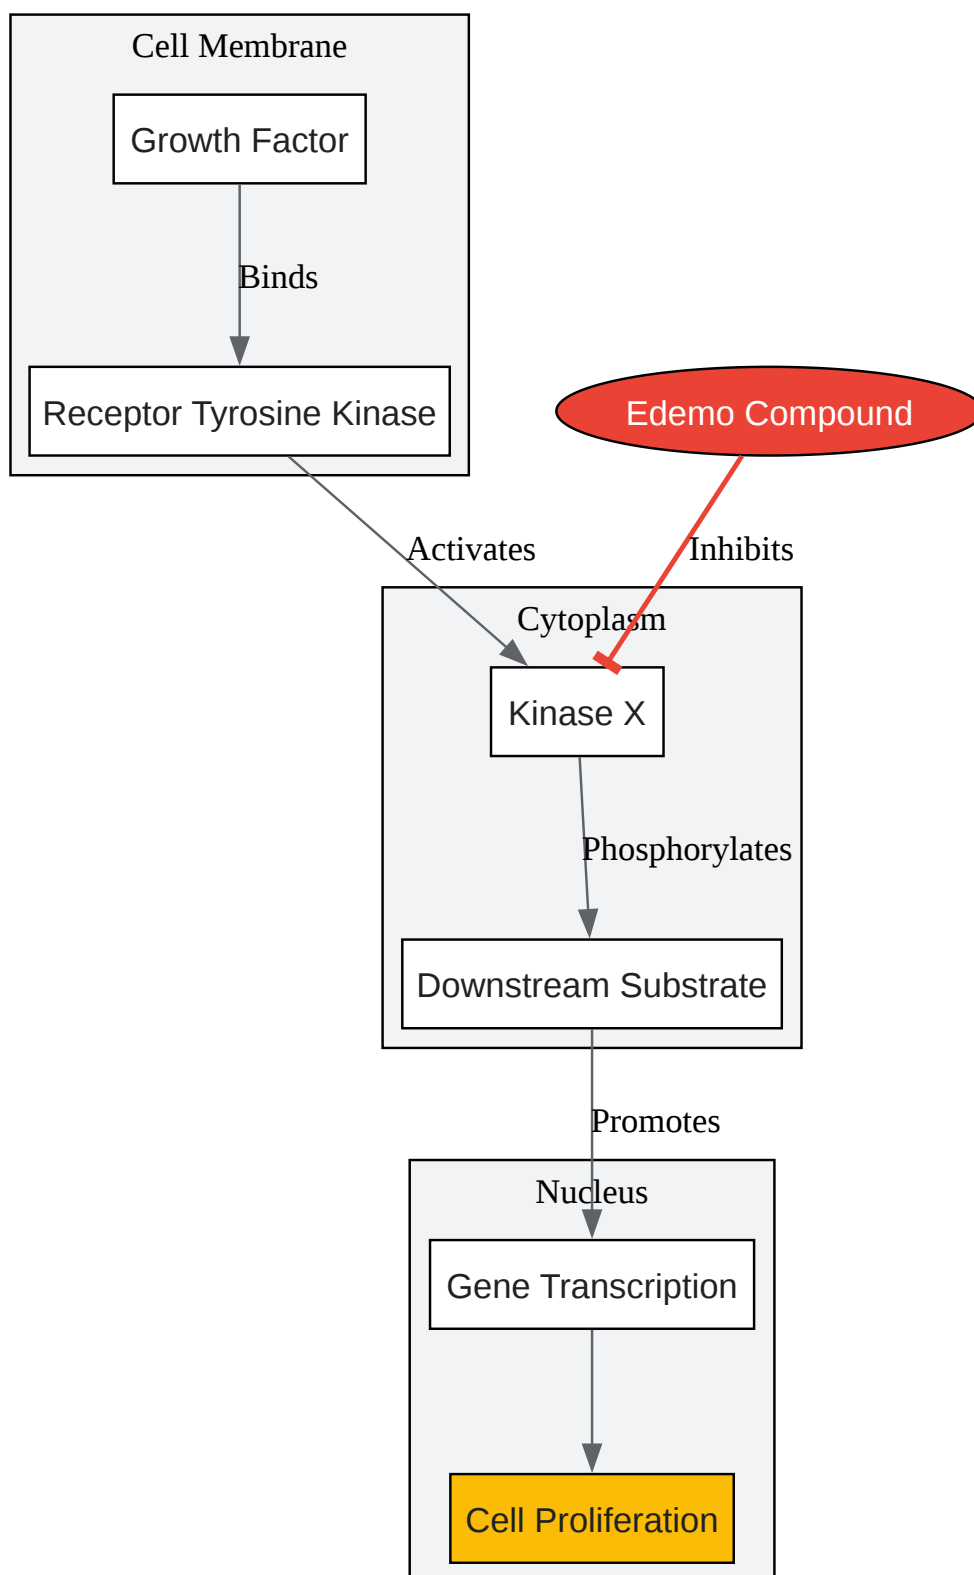 Cell Membrane
Growth Factor
Binds
Receptor Tyrosine Kinase
Edemo Compound
Activates
Inhibits
Cytoplasm
Kinase X
Phosphorylates
Downstream Substrate
Promotes
Nucleus
Gene Transcription
Cell Proliferation